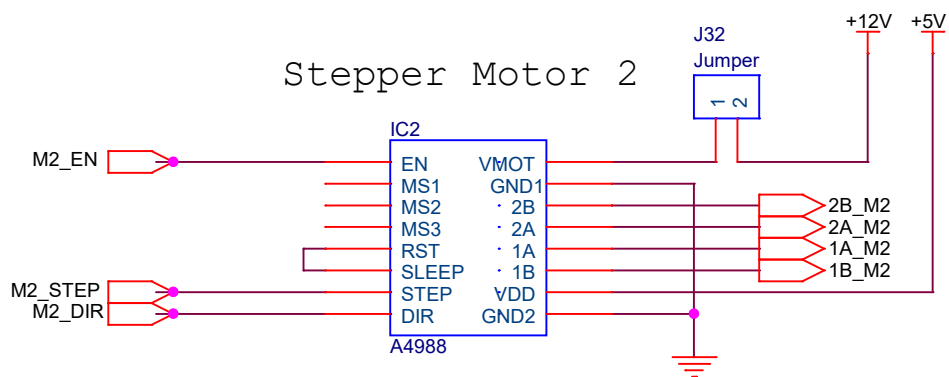 +12V
+5V
J32
Jumper
1
2
Stepper Motor 2
IC2
M2_EN
EN
MS1
MS2
MS3
RST
SLEEP
STEP
DIR
VMOT
GND1
2B
2A
1A
1B
VDD
GND2
2B_M2
2A_M2
1A_M2
1B_M2
M2_STEP
M2_DIR
A4988